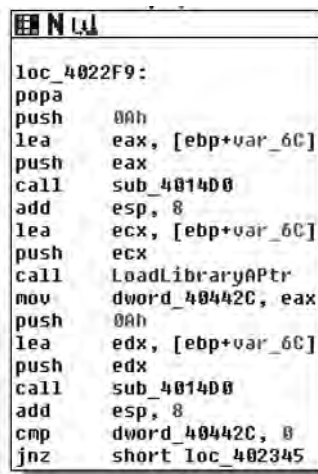 loc_4022F9:
popa
push 0Ah
lea eax, [ebp+var_6C]
push eax
call sub_4014D0
add esp, 8
lea ecx, [ebp+var_6C]
push ecx
call LoadLibraryAPtr
mov dword_40442C, eax
push 0Ah
lea edx, [ebp+var_6C]
push edx
call sub_4014D0
add esp, 8
cmp dword_40442C, 0
jnz short loc_402345